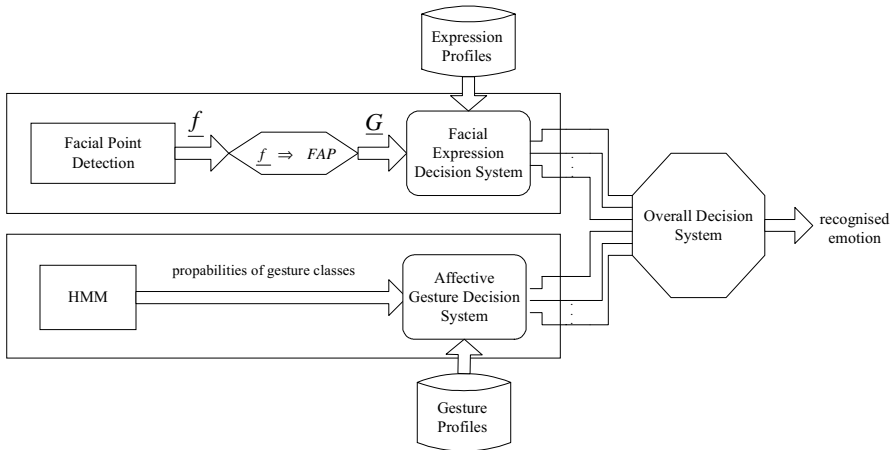 Expression
Profiles
f
G
Facial Point
Detection
f ⇒ FAP
Facial
Expression
Decision System
Overall Decision
System
recognised
emotion
propabilities of gesture classes
HMM
Affective
Gesture Decision
System
Gesture
Profiles